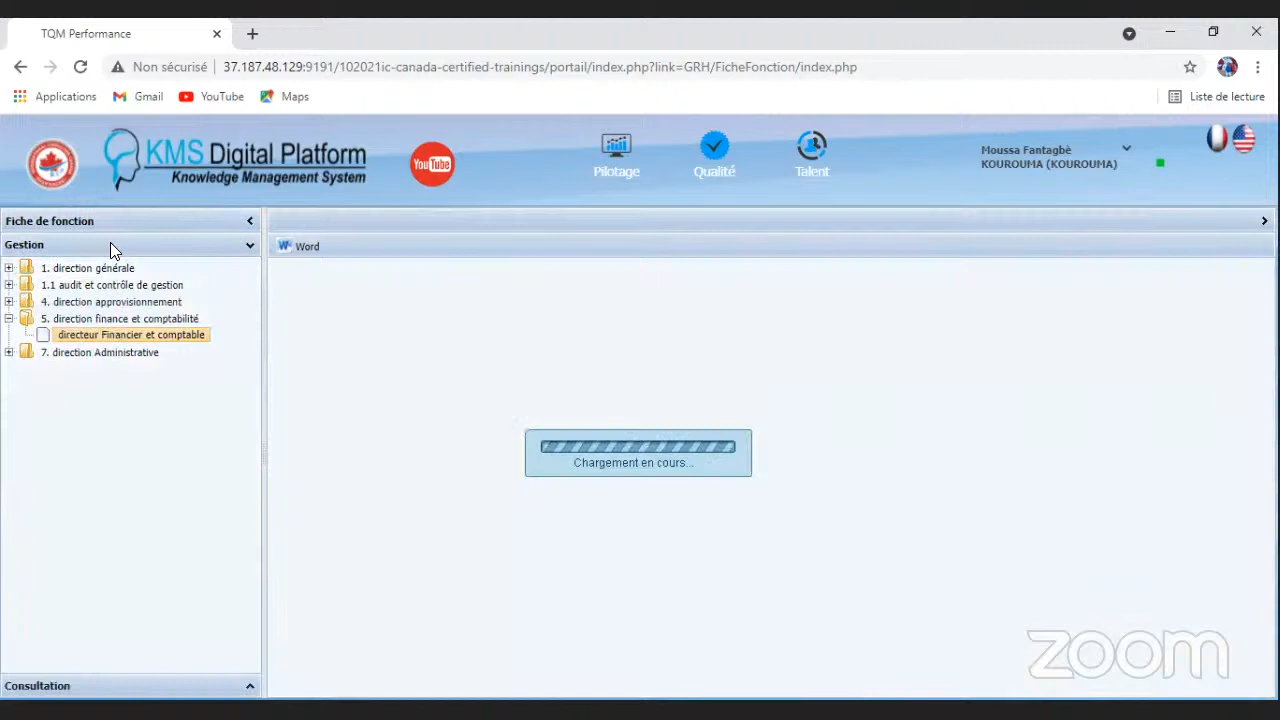 TQM Performance
Non sécurisé
37.187.48.129:9191/102021ic-canada-certified-trainings/portail/index.php?link=GRH/FicheFonction/index.php
Applications
Gmail
YouTube
Maps
Liste de lecture
KMS Digital Platform
Knowledge Management System
YouTube
Pilotage
Qualité
Talent
Moussa Fantagbè
KOUROUMA (KOUROUMA)
Fiche de fonction
Gestion
Word
1. direction générale
1.1 audit et contrôle de gestion
4. direction approvisionnement
5. direction finance et comptabilité
directeur Financier et comptable
7. direction Administrative
Chargement en cours...
zoom
Consultation